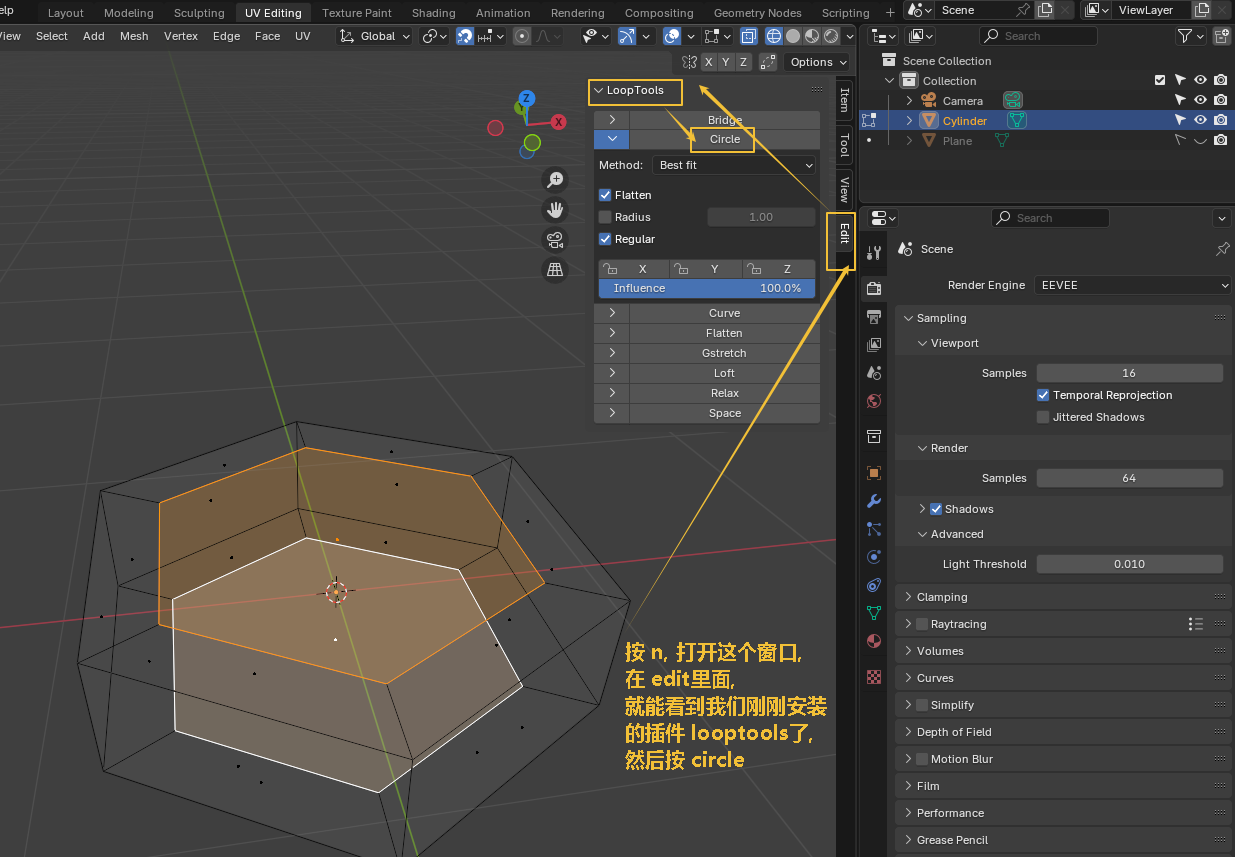 elp
Layout Modeling Sculpting UV Editing Texture Paint Shading Animation Rendering Compositing Geometry Nodes Scripting + Scene ViewLayer
View Select Add Mesh Vertex Edge Face UV Global
Search
X Y Z Options
Scene Collection
Collection
Camera
Cylinder
Plane
LoopTools
Bridge
Circle
Method: Best fit
Flatten
Radius 1.00
Regular
X Y Z
Influence 100.0%
Curve
Flatten
Gstretch
Loft
Relax
Space
Item
Tool
View
Edit
Z
Y
X
按 n, 打开这个窗口,
在 edit里面,
就能看到我们刚刚安装
的插件 looptools了,
然后按 circle
Search
Scene
Render Engine EEVEE
Sampling
Viewport
Samples 16
Temporal Reprojection
Jittered Shadows
Render
Samples 64
Shadows
Advanced
Light Threshold 0.010
Clamping
Raytracing
Volumes
Curves
Simplify
Depth of Field
Motion Blur
Film
Performance
Grease Pencil